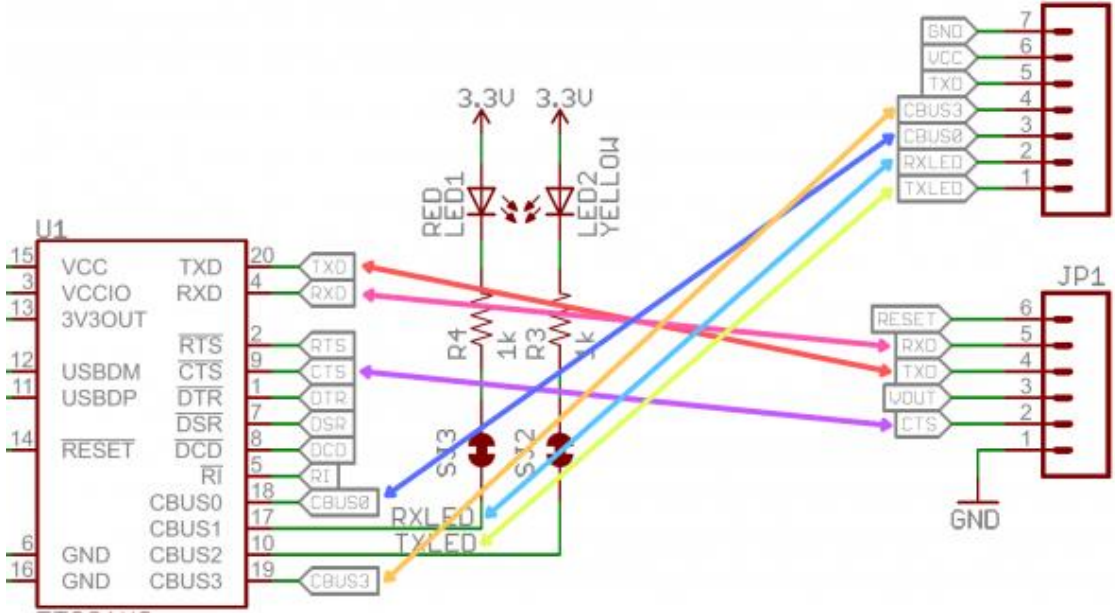 GND 7
VCC 6
TXD 5
CBUS3 4
CBUS0 3
RXLED 2
TXLED 1
3.3V 3.3V
RED
LED1
LED2
YELLOW
U1
15 VCC TXD 20 TXD
3 VCCIO RXD 4 RXD
13 3V3OUT
RTS 2 RTS
12 USBDM CTS 9 CTS
11 USBDP DTR 1 DTR
DSR 7 DSR
14 RESET DCD 8 DCD
RI 5 RI
CBUS0 18 CBUS0
CBUS1 17 RXLED
6 GND CBUS2 10 TXLED
16 GND CBUS3 19 CBUS3
R4 1k R3 1k
SJ3 SJ2
JP1
RESET 6
RXD 5
TXD 4
VOUT 3
CTS 2
1
GND